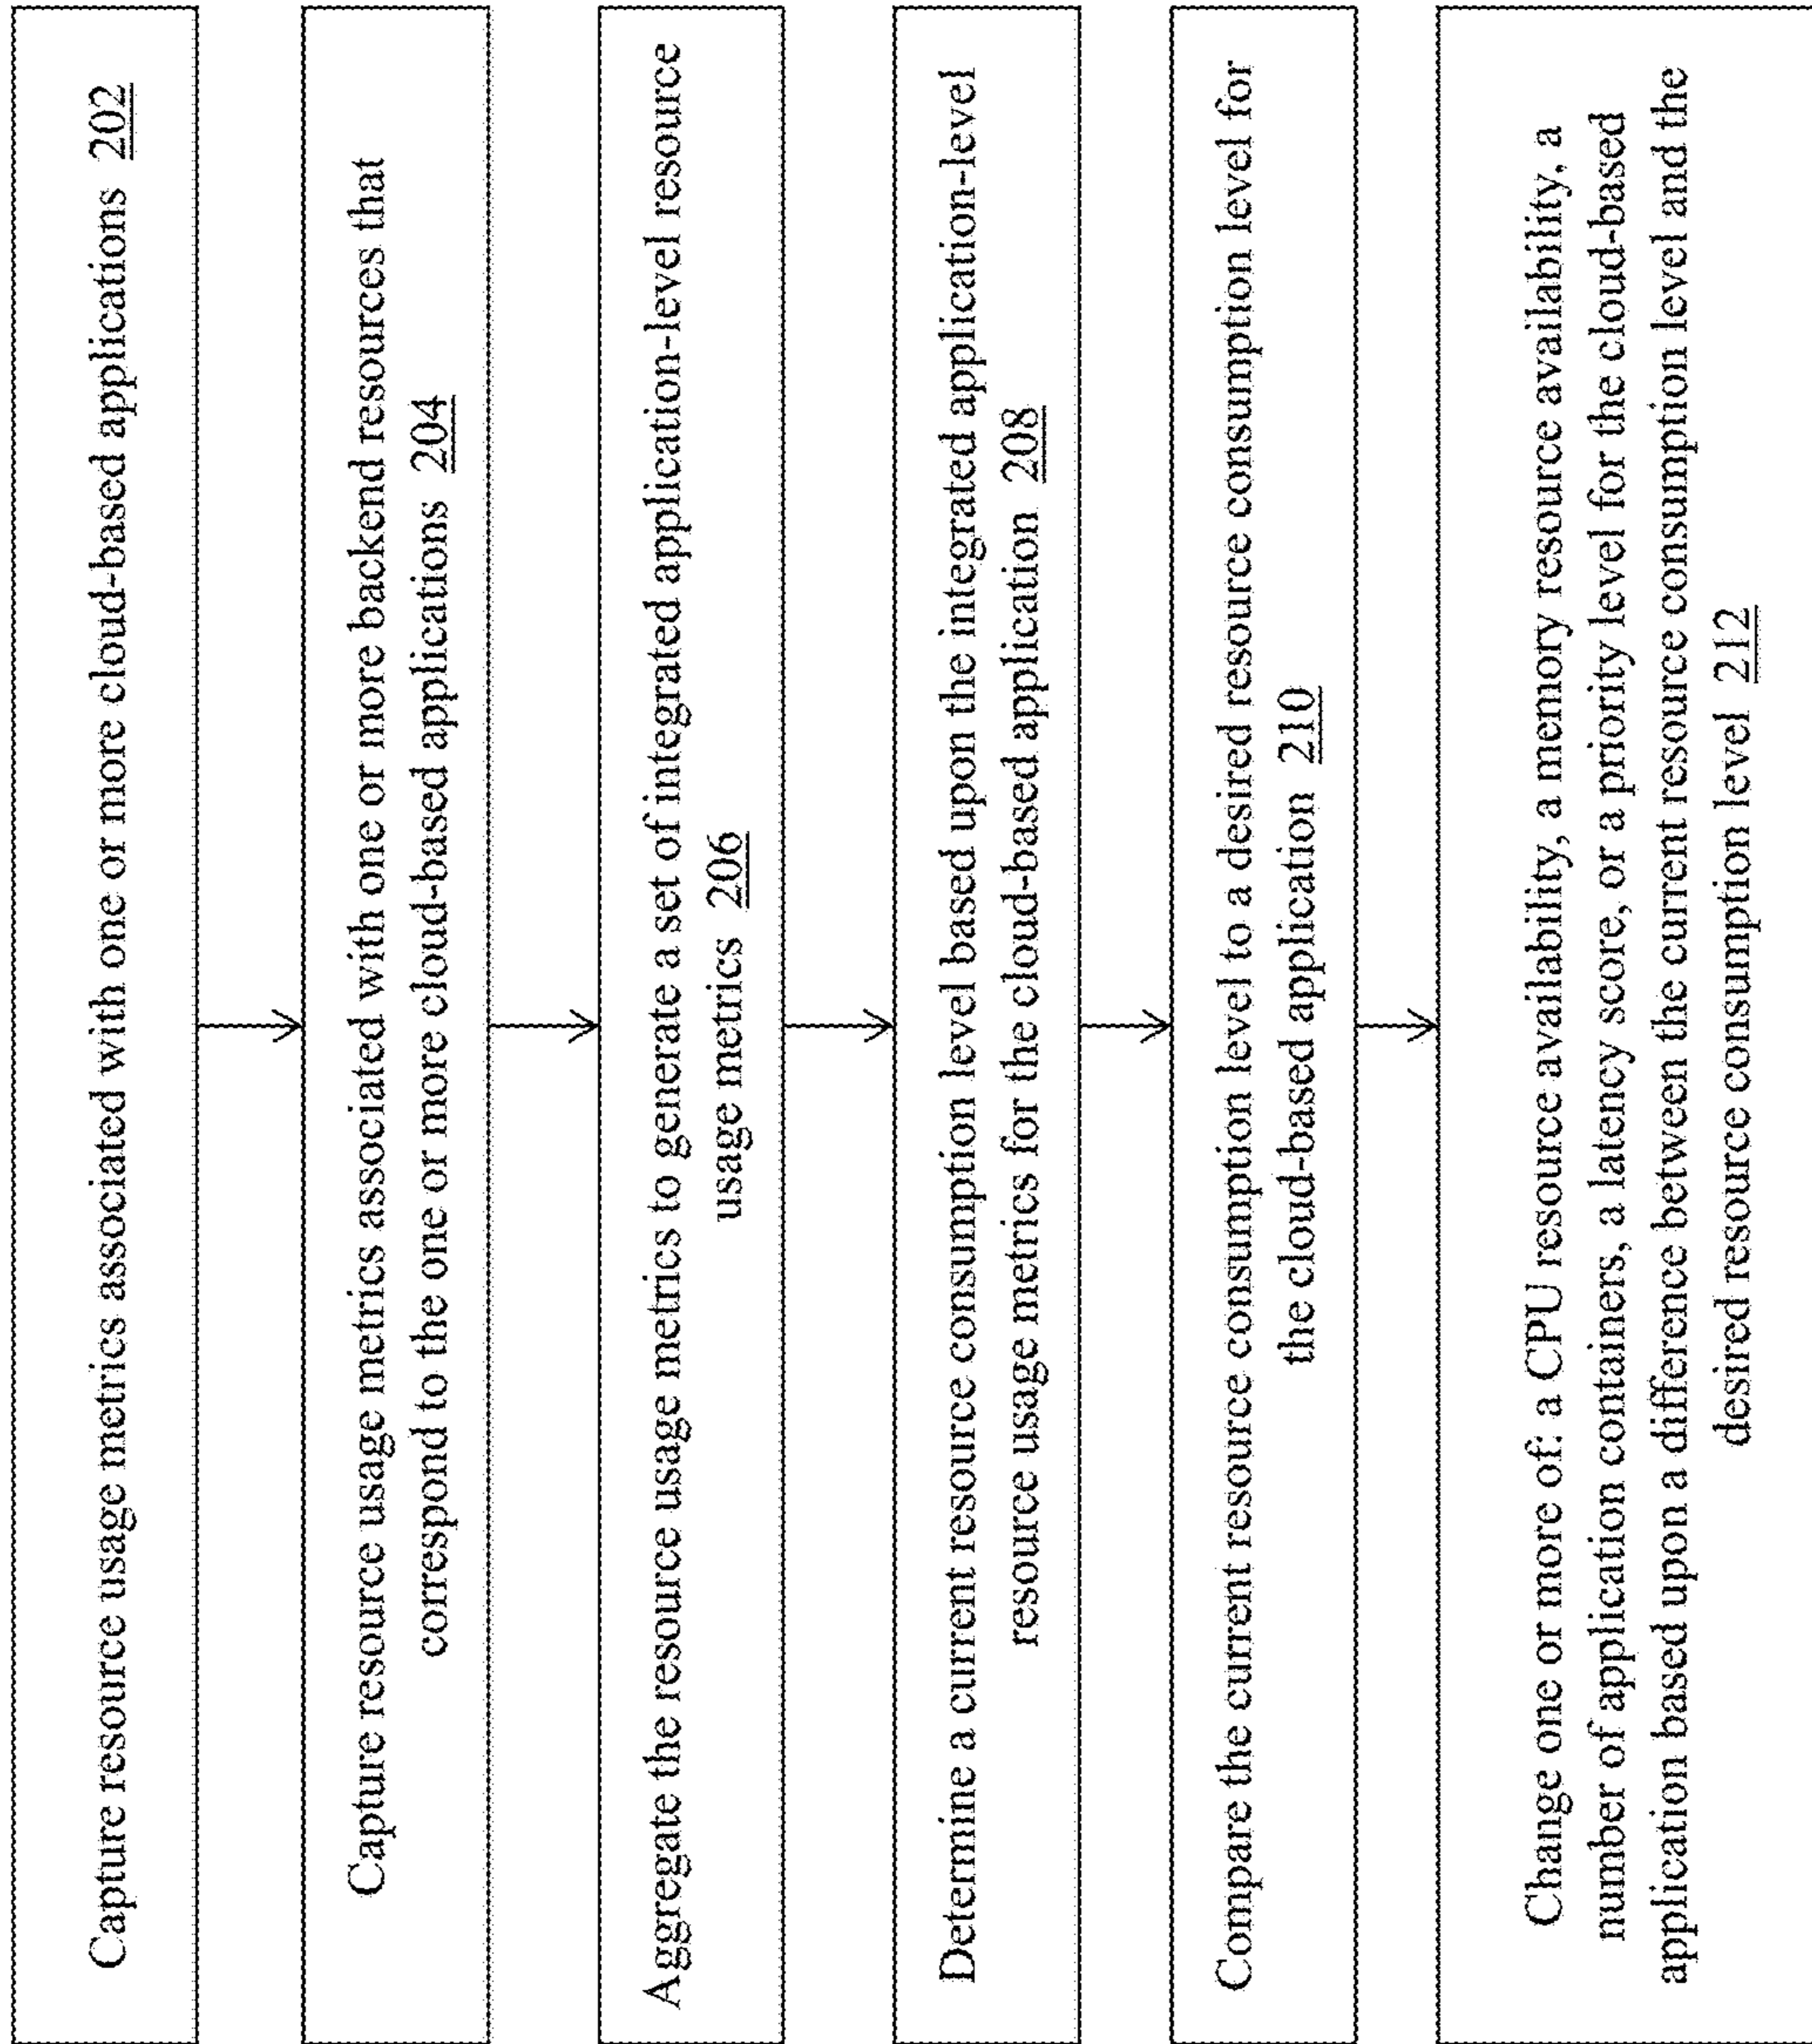 Capture resource usage metrics associated with one or more cloud-based applications 202
Capture resource usage metrics associated with one or more backend resources that
correspond to the one or more cloud-based applications 204
Aggregate the resource usage metrics to generate a set of integrated application-level resource
usage metrics 206
Determine a current resource consumption level based upon the integrated application-level
resource usage metrics for the cloud-based application 208
Compare the current resource consumption level to a desired resource consumption level for
the cloud-based application 210
Change one or more of: a CPU resource availability, a memory resource availability, a
number of application containers, a latency score, or a priority level for the cloud-based
application based upon a difference between the current resource consumption level and the
desired resource consumption level 212